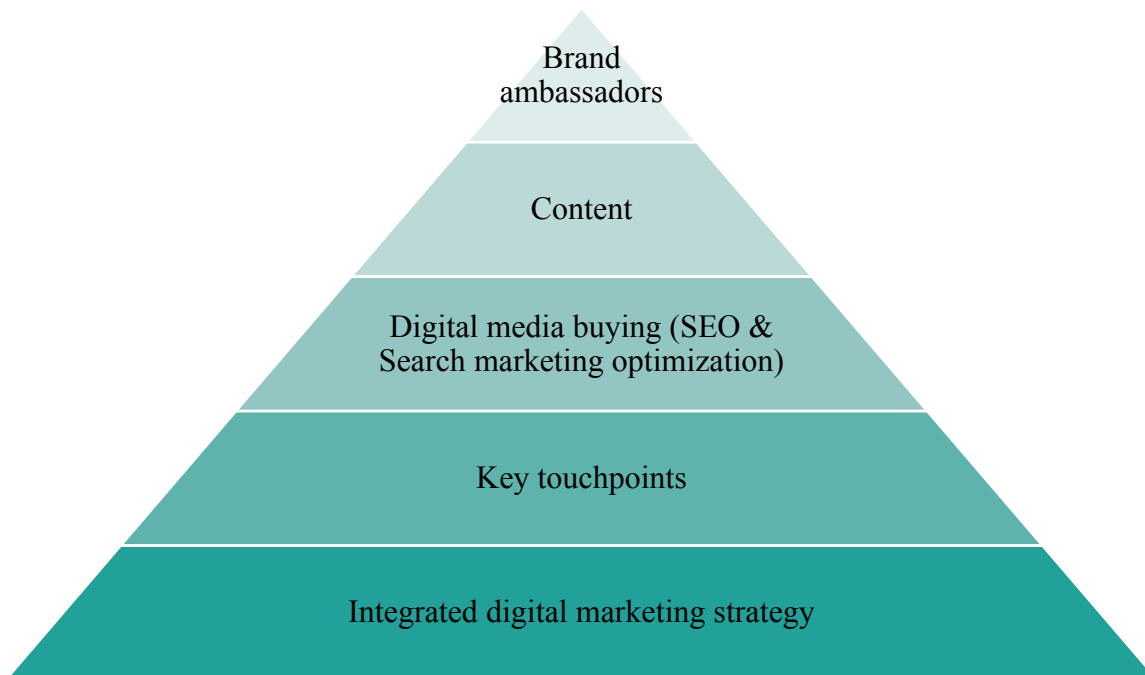 Brand
ambassadors
Content
Digital media buying (SEO &
Search marketing optimization)
Key touchpoints
Integrated digital marketing strategy